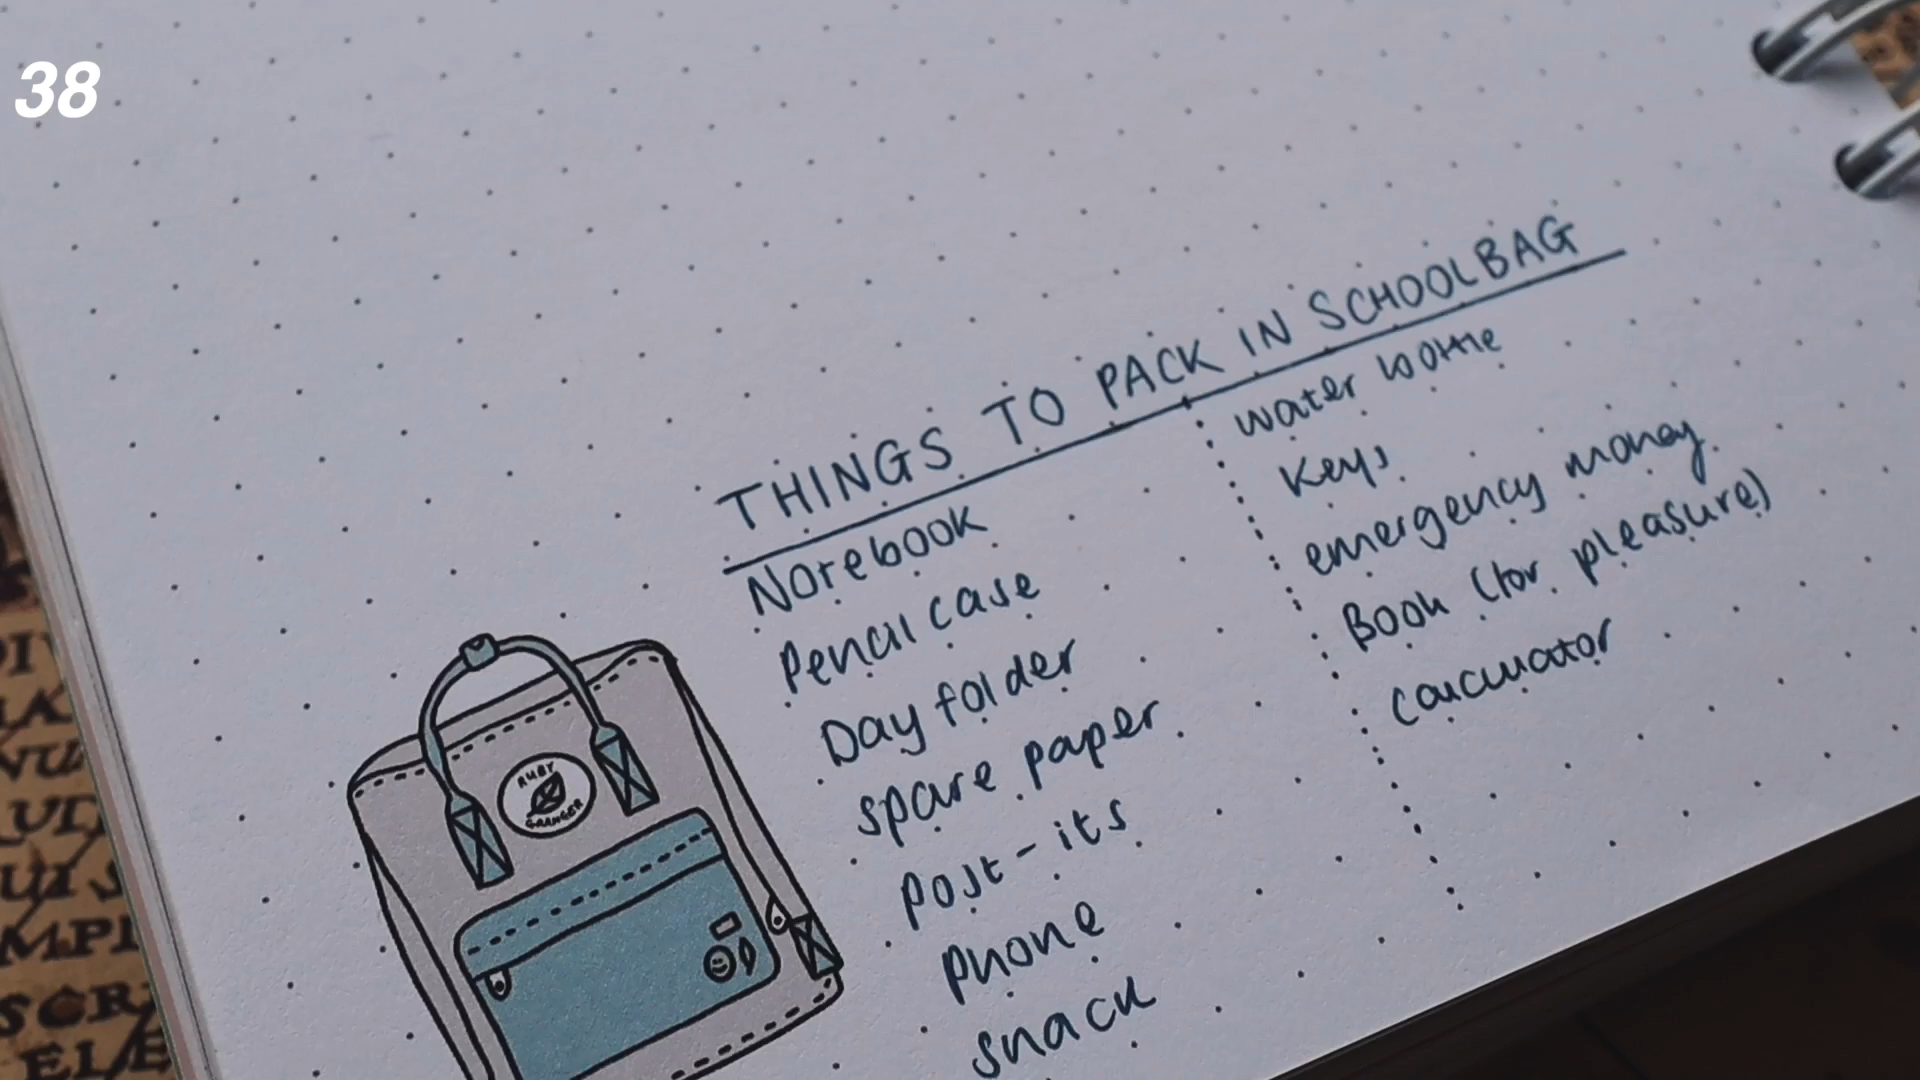 38
THINGS TO PACK IN SCHOOLBAG
Notebook
Pencil case
Day folder
spare paper
Post-its
Phone
snack
water bottle
Keys
emergency money
Book (for pleasure)
calculator
RUBY
GRANGER